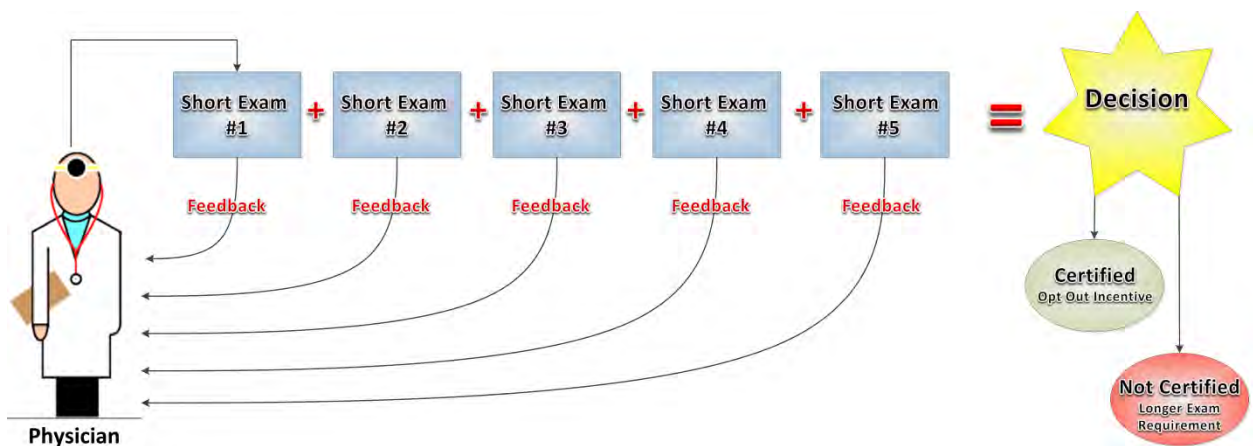 Short Exam
#1
+
Short Exam
#2
+
Short Exam
#3
+
Short Exam
#4
+
Short Exam
#5
=
Decision
Feedback
Feedback
Feedback
Feedback
Feedback
Certified
Opt Out Incentive
Not Certified
Longer Exam
Requirement
Physician